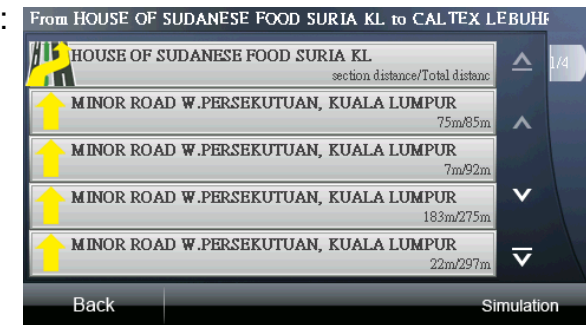 :
From HOUSE OF SUDANESE FOOD SURIA KL to CALTEX LEBUHF
1/4
HOUSE OF SUDANESE FOOD SURIA KL
section distance/Total distanc
MINOR ROAD W.PERSEKUTUAN, KUALA LUMPUR
75m/85m
MINOR ROAD W.PERSEKUTUAN, KUALA LUMPUR
7m/92m
MINOR ROAD W.PERSEKUTUAN, KUALA LUMPUR
183m/275m
MINOR ROAD W.PERSEKUTUAN, KUALA LUMPUR
22m/297m
Back
Simulation